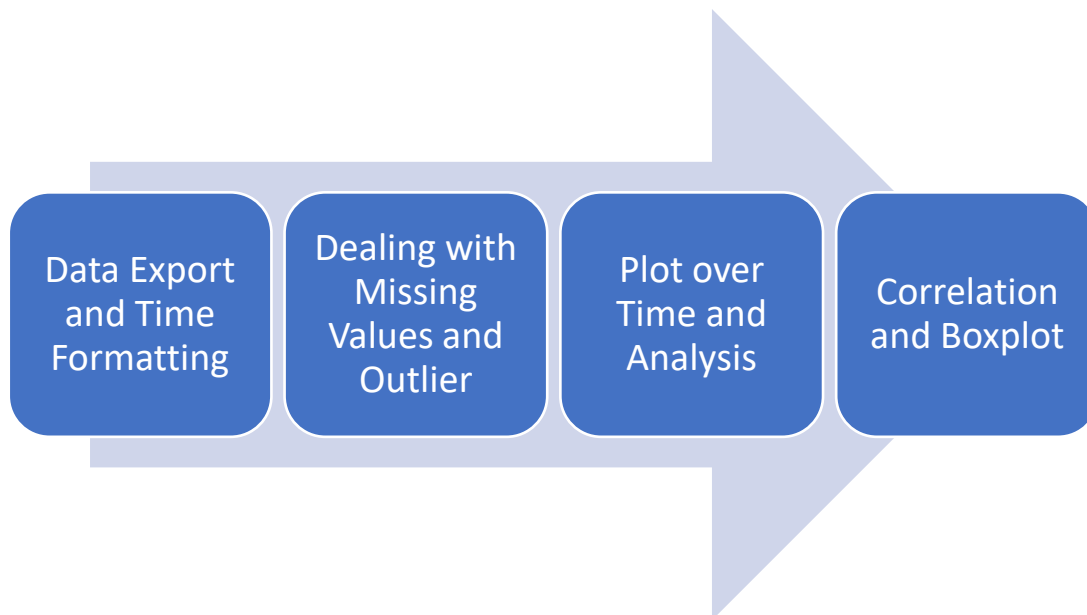 Data Export
and Time
Formatting
Dealing with
Missing
Values and
Outlier
Plot over
Time and
Analysis
Correlation
and Boxplot